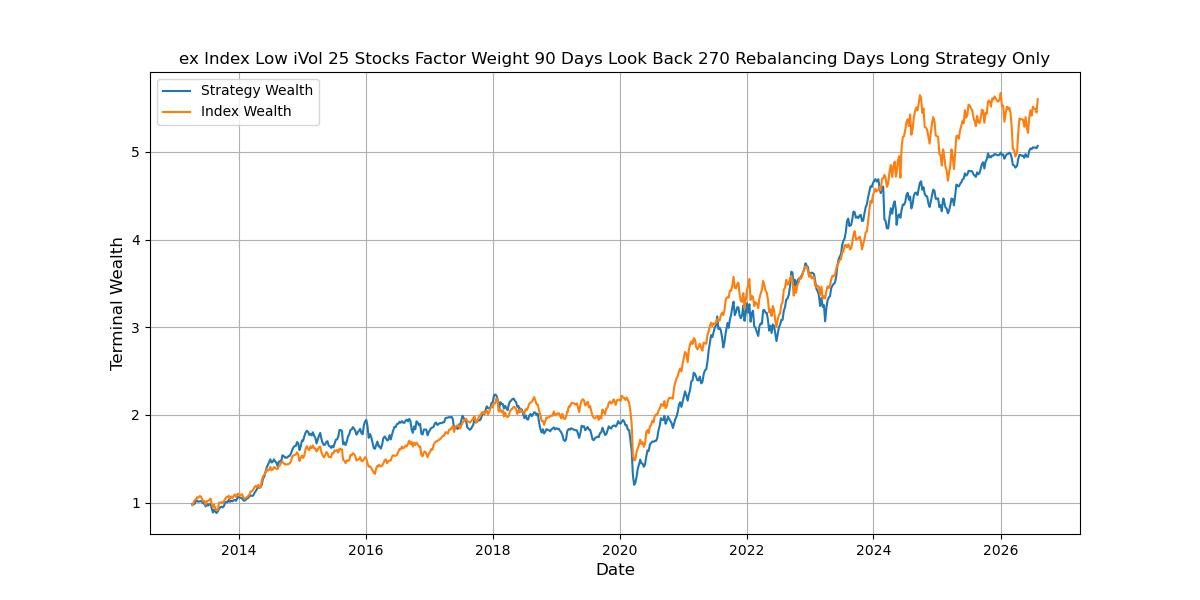 ex Index Low iVol 25 Stocks Factor Weight 90 Days Look Back 270 Rebalancing Days Long Strategy Only
Strategy Wealth
Index Wealth
Terminal Wealth
5
4
3
2
1
2014 2016 2018 2020 2022 2024 2026
Date